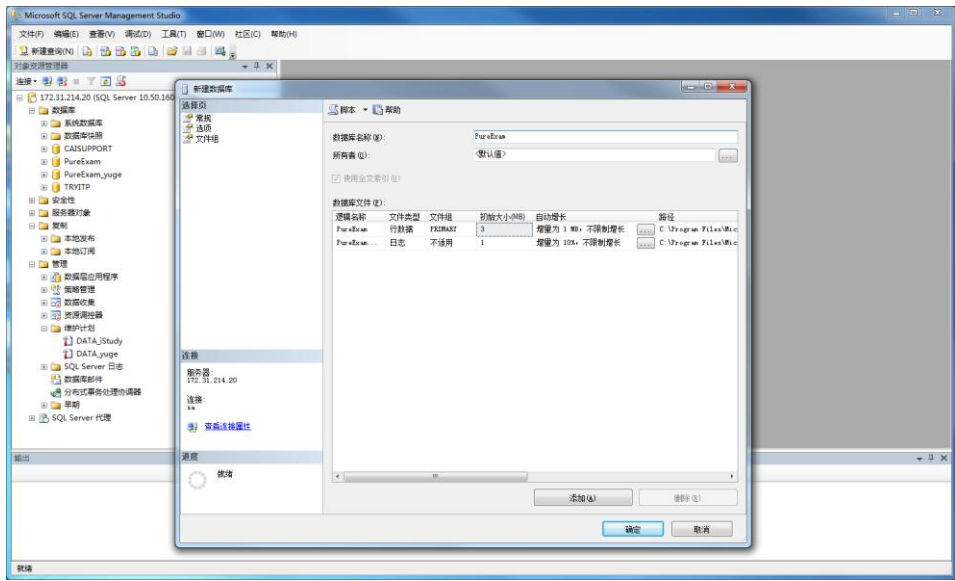 Microsoft SQL Server Management Studio
文件(F) 编辑(E) 查看(V) 调试(D) 工具(T) 窗口(W) 社区(C) 帮助(H)
新建查询(N)
对象资源管理器
连接
172.31.214.20 (SQL Server 10.50.160
数据库
系统数据库
数据库快照
CAISUPPORT
PureExam
PureExam_yuge
TRYITP
安全性
服务器对象
复制
本地发布
本地订阅
管理
数据层应用程序
策略管理
数据收集
资源调控器
维护计划
DATA_iStudy
DATA_yuge
SQL Server 日志
数据库邮件
分布式事务处理协调器
早期
SQL Server 代理
输出
就绪
新建数据库
选择页
常规
选项
文件组
脚本 帮助
数据库名称(N): PureExam
所有者(O): <默认值>
使用全文索引(U)
数据库文件(F):
逻辑名称 文件类型 文件组 初始大小(MB) 自动增长 路径
PureExam 行数据 PRIMARY 3 增量为 1 MB，不限制增长 ... C:\Program Files\Mic
PureExam... 日志 不适用 1 增量为 10%，不限制增长 ... C:\Program Files\Mic
连接
服务器:
172.31.214.20
连接:
sa
查看连接属性
进度
就绪
添加(A) 删除(R)
确定 取消